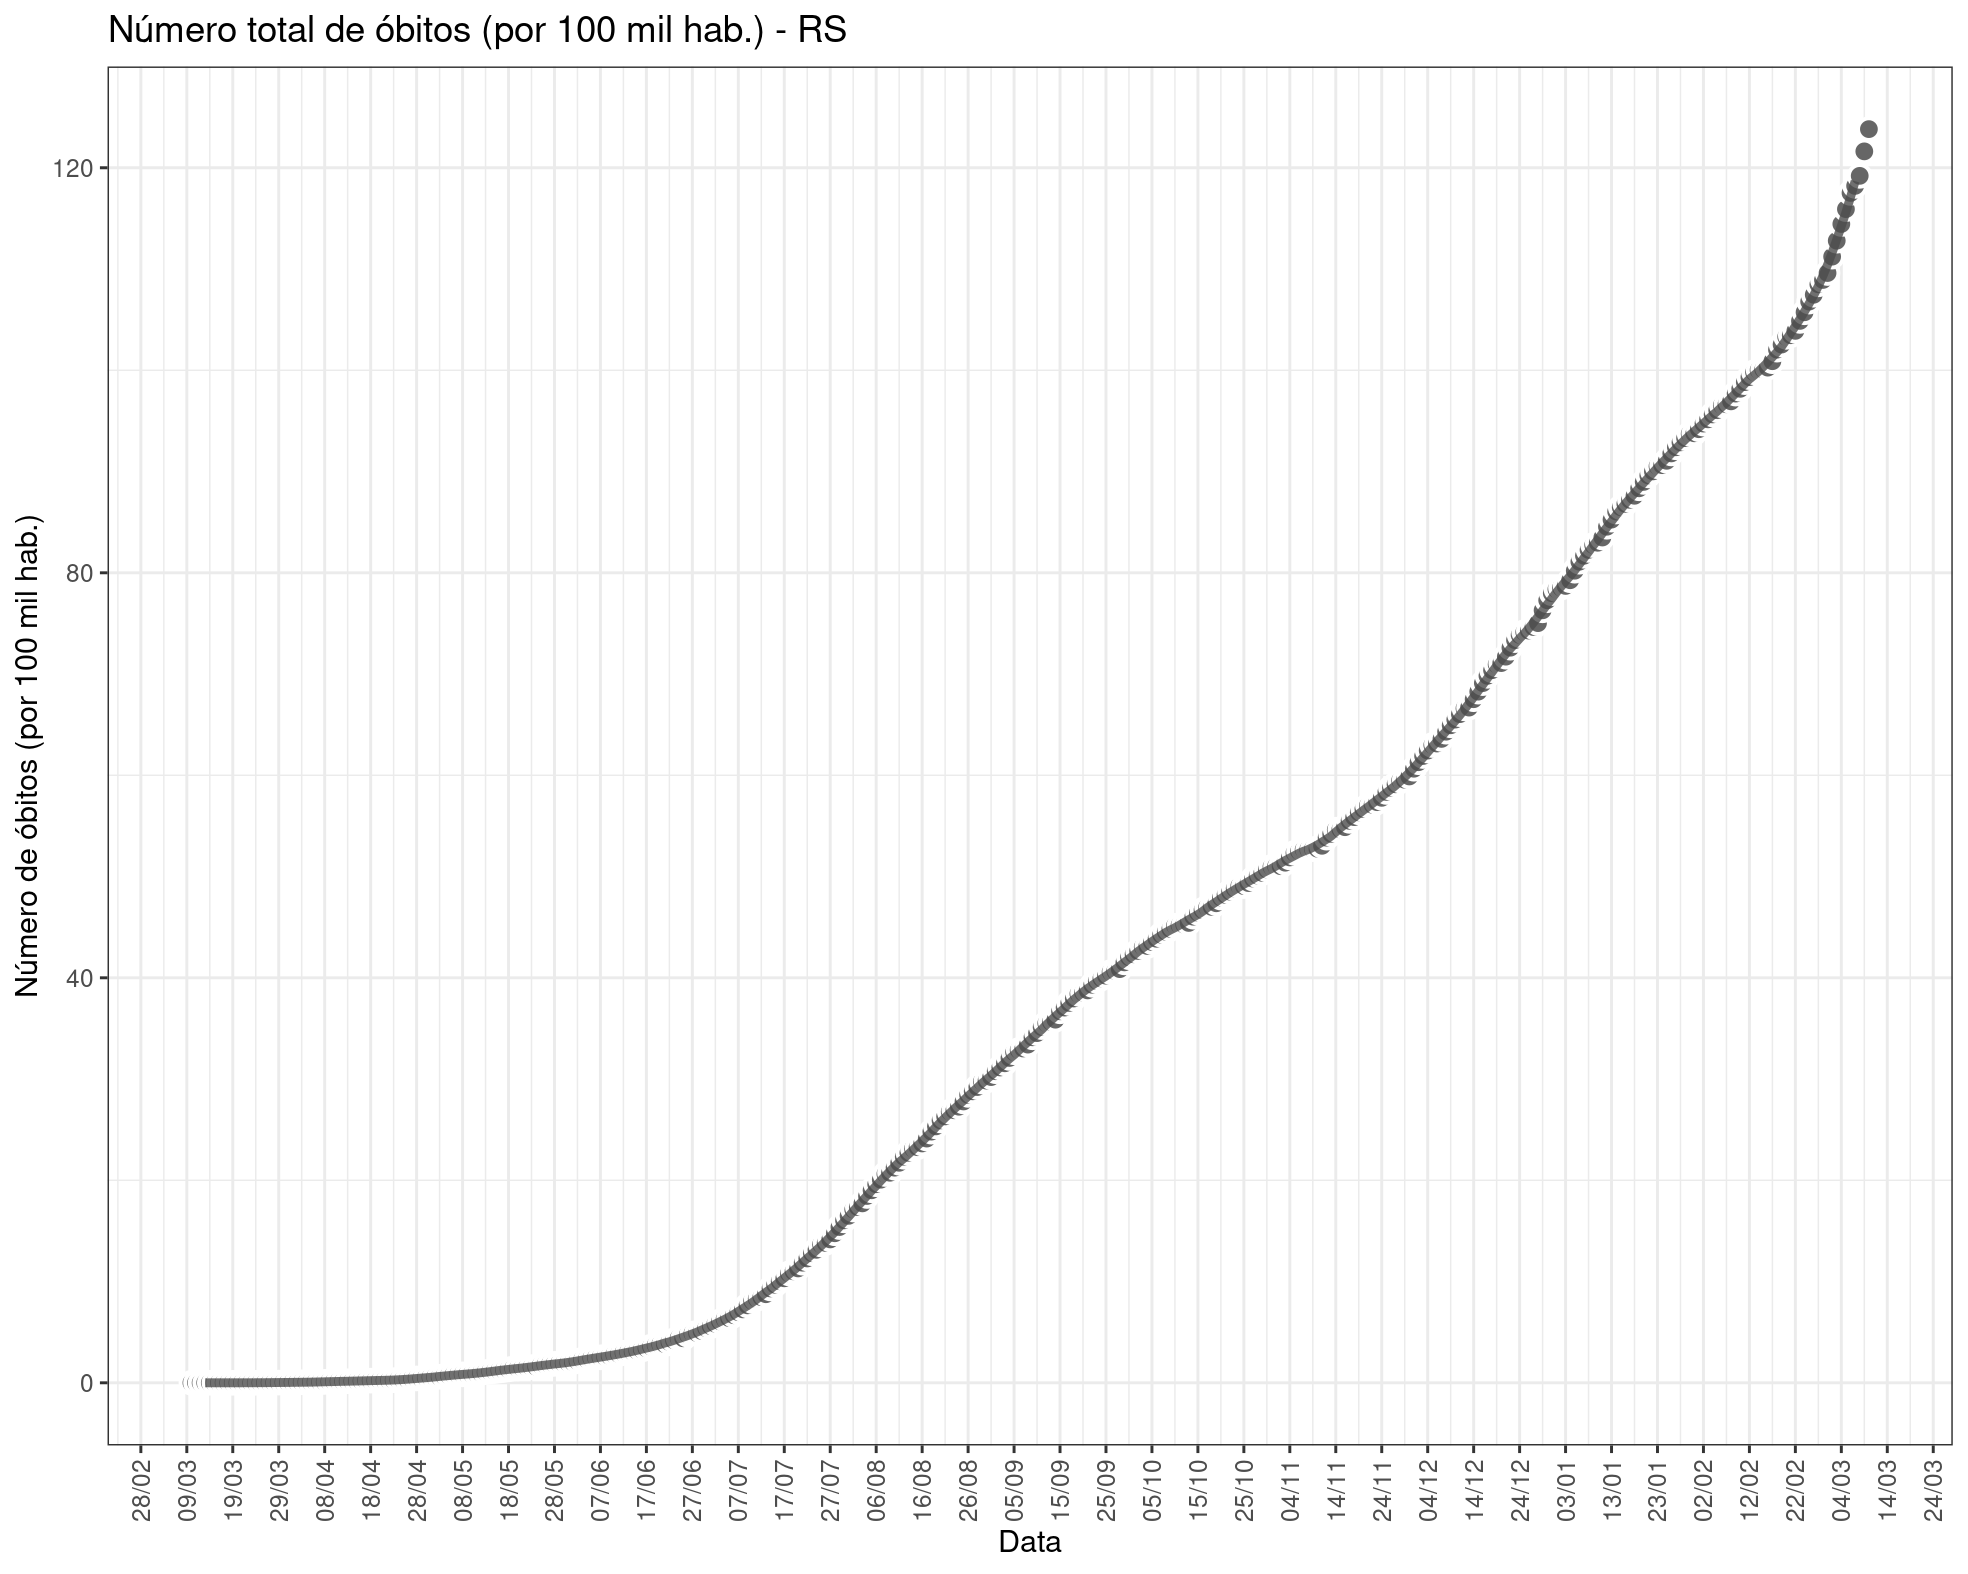 Número total de óbitos (por 100 mil hab.) - RS
Número de óbitos (por 100 mil hab.)
120
80
40
0
28/02 09/03 19/03 29/03 08/04 18/04 28/04 08/05 18/05 28/05 07/06 17/06 27/06 07/07 17/07 27/07 06/08 16/08 26/08 05/09 15/09 25/09 05/10 15/10 25/10 04/11 14/11 24/11 04/12 14/12 24/12 03/01 13/01 23/01 02/02 12/02 22/02 04/03 14/03 24/03
Data